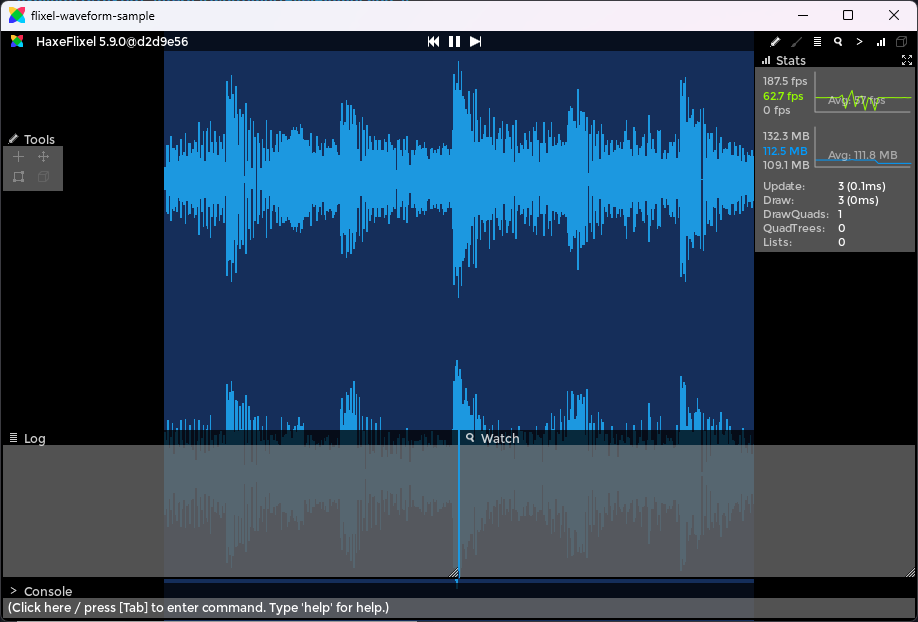 flixel-waveform-sample
HaxeFlixel 5.9.0@d2d9e56
Stats
187.5 fps
62.7 fps
Avg: 57 fps
0 fps
132.3 MB
112.5 MB
Avg: 111.8 MB
109.1 MB
Update: 3 (0.1ms)
Draw: 3 (0ms)
DrawQuads: 1
QuadTrees: 0
Lists: 0
Tools
Log
Watch
> Console
(Click here / press [Tab] to enter command. Type 'help' for help.)